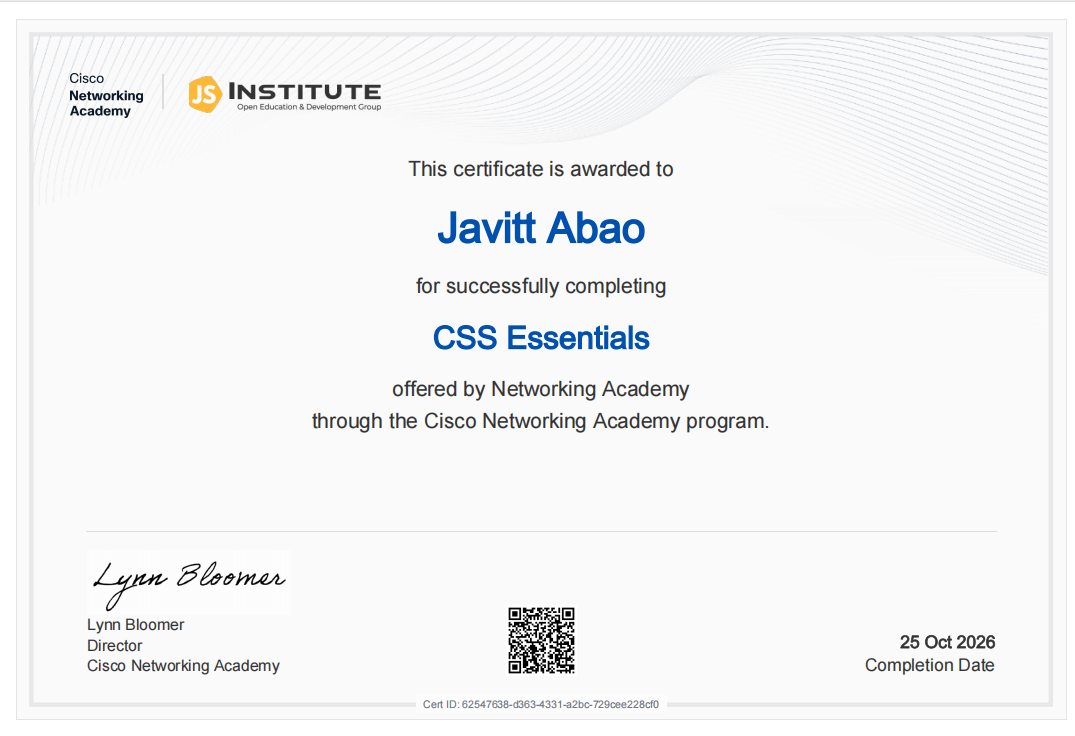 Cisco
Networking
Academy
JS INSTITUTE
Open Education & Development Group
This certificate is awarded to
Javitt Abao
for successfully completing
CSS Essentials
offered by Networking Academy
through the Cisco Networking Academy program.
Lynn Bloomer
Lynn Bloomer
Director
Cisco Networking Academy
25 Oct 2026
Completion Date
Cert ID: 62547638-d363-4331-a2bc-729cee228cf0